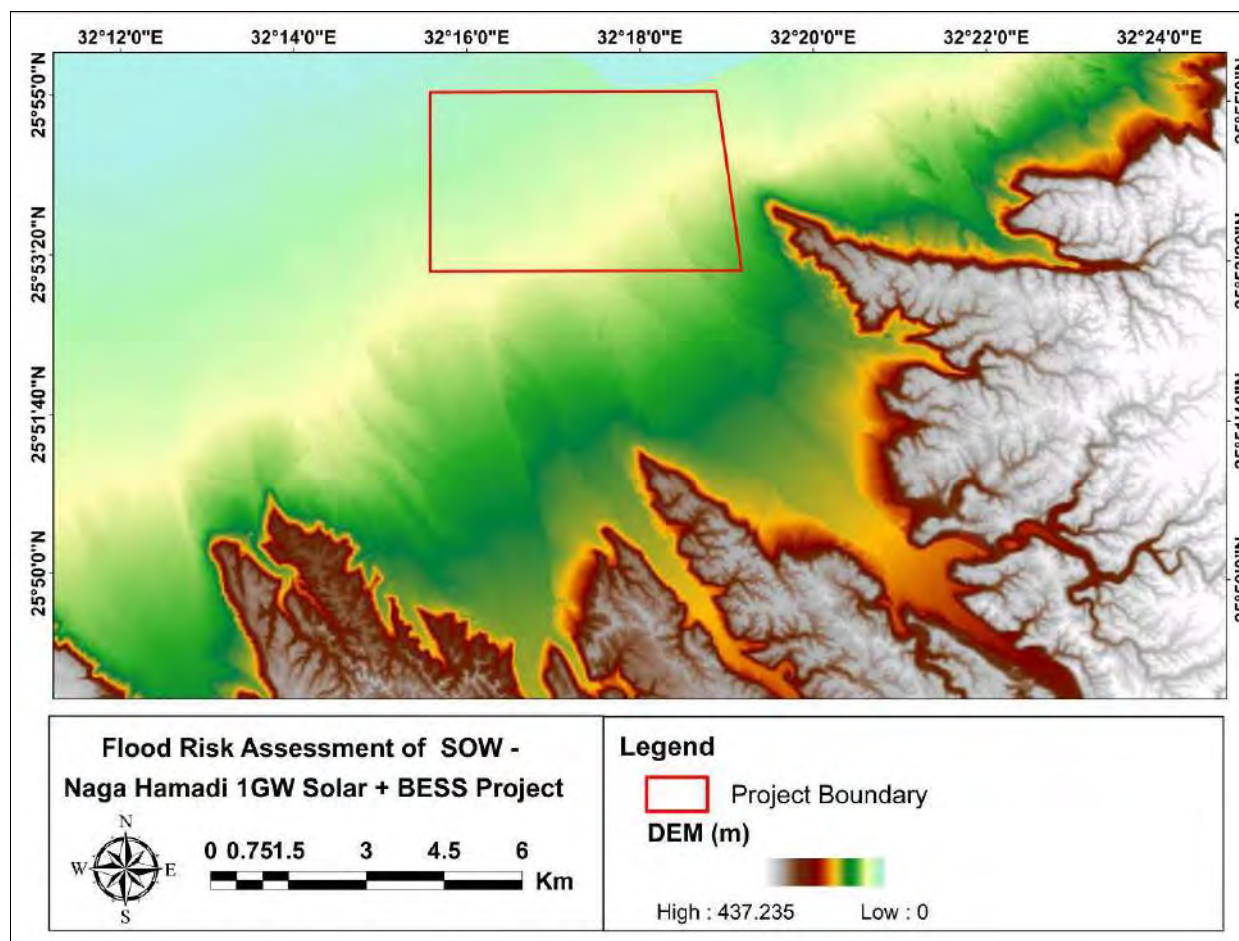 32°12'0"E 32°14'0"E 32°16'0"E 32°18'0"E 32°20'0"E 32°22'0"E 32°24'0"E
25°55'0"N
25°53'20"N
25°51'40"N
25°50'0"N
Flood Risk Assessment of SOW -
Naga Hamadi 1GW Solar + BESS Project
N
W E
S
0 0.75 1.5 3 4.5 6
Km
Legend
Project Boundary
DEM (m)
High : 437.235 Low : 0